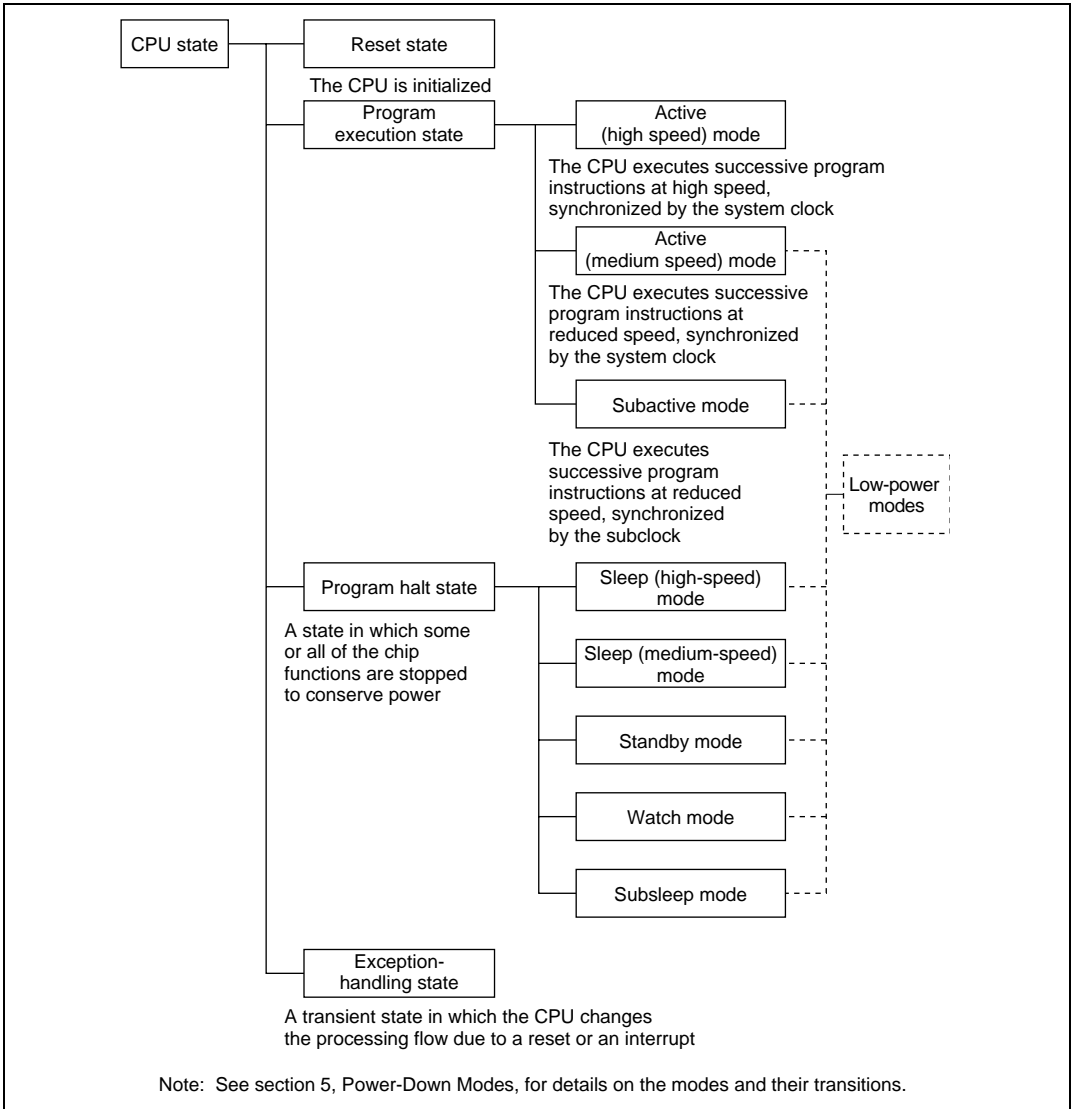 CPU state
Reset state
The CPU is initialized
Program
execution state
Active
(high speed) mode
The CPU executes successive program
instructions at high speed,
synchronized by the system clock
Active
(medium speed) mode
The CPU executes successive
program instructions at
reduced speed, synchronized
by the system clock
Subactive mode
The CPU executes
successive program
instructions at reduced
speed, synchronized
by the subclock
Low-power
modes
Program halt state
A state in which some
or all of the chip
functions are stopped
to conserve power
Sleep (high-speed)
mode
Sleep (medium-speed)
mode
Standby mode
Watch mode
Subsleep mode
Exception-
handling state
A transient state in which the CPU changes
the processing flow due to a reset or an interrupt
Note: See section 5, Power-Down Modes, for details on the modes and their transitions.